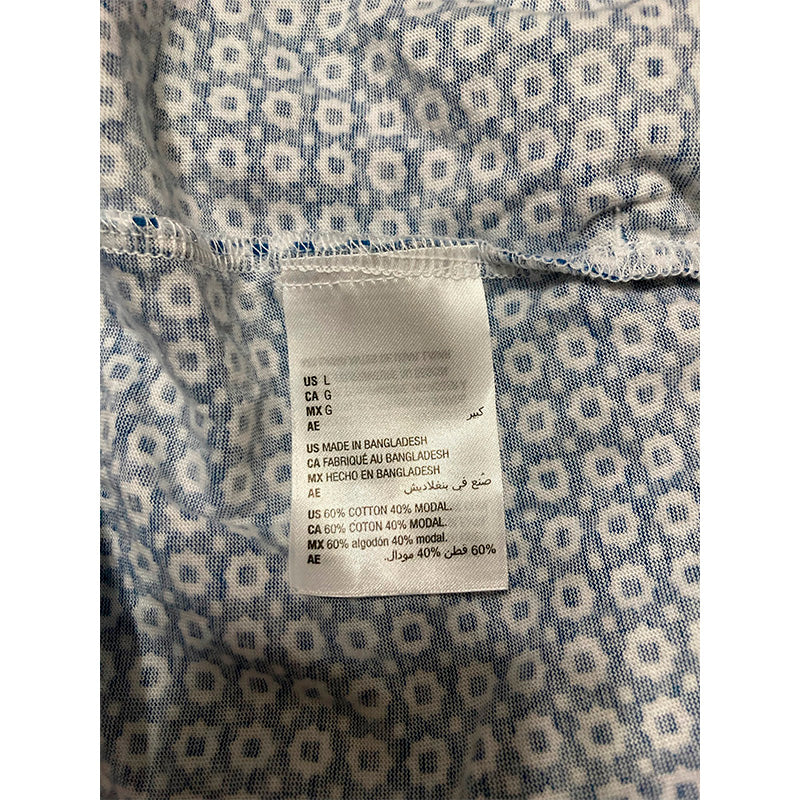 US L
CA G
MX G
AE كبير
US MADE IN BANGLADESH
CA FABRIQUÉ AU BANGLADESH
MX HECHO EN BANGLADESH
AE صُنع في بنغلاديش
US 60% COTTON 40% MODAL.
CA 60% COTON 40% MODAL.
MX 60% algodón 40% modal.
AE 60% قطن 40% مودال.